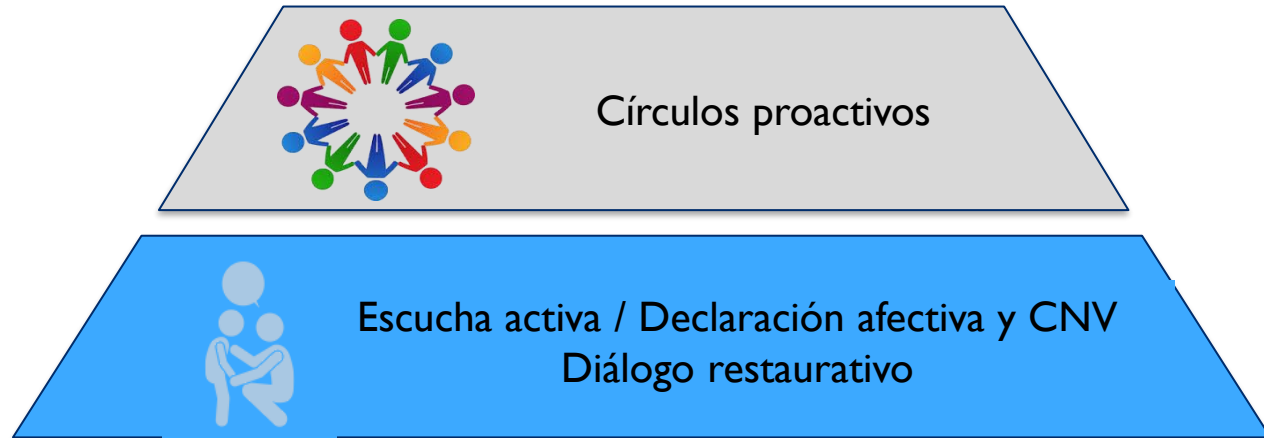 Círculos proactivos
Escucha activa / Declaración afectiva y CNV
Diálogo restaurativo